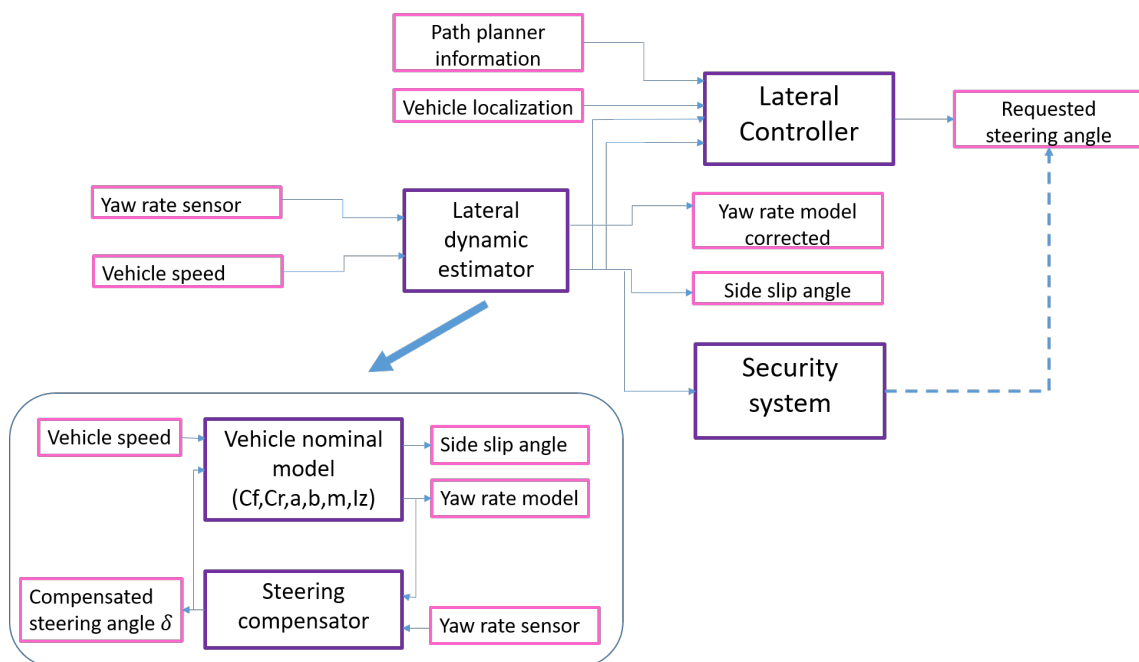 Path planner
information
Vehicle localization
Lateral
Controller
Requested
steering angle
Yaw rate sensor
Vehicle speed
Lateral
dynamic
estimator
Yaw rate model
corrected
Side slip angle
Security
system
Vehicle speed
Vehicle nominal
model
(Cf,Cr,a,b,m,Iz)
Side slip angle
Yaw rate model
Compensated
steering angle δ
Steering
compensator
Yaw rate sensor